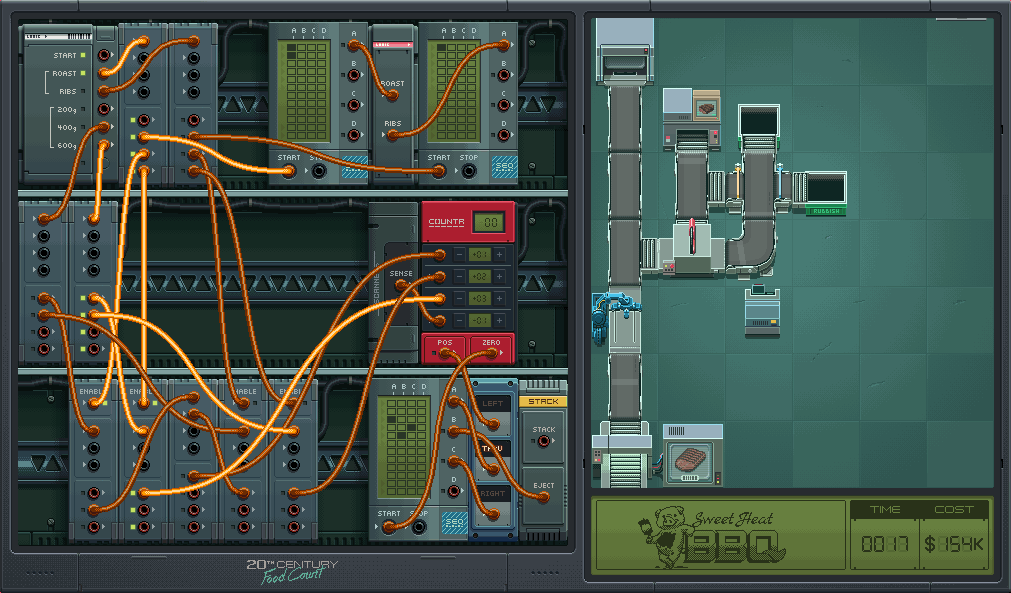 LOGIC
START
ROAST
RIBS
200g
400g
600g
A B C D
A
B
C
D
START STOP
SEQ
LOGIC
ROAST
RIBS
A B C D
A
B
C
D
START STOP
SEQ
COUNTR 00
SCANNER
SENSE
+01
+02
+03
-01
POS ZERO
ENABLE
ENABLE
ENABLE
ENABLE
A B C D
A
B
C
D
START STOP
SEQ
LEFT
THRU
RIGHT
STACK
STACK
EJECT
RUBBISH
Sweet Heat
BBQ
TIME COST
0017 $154K
20TH CENTURY
Food Court